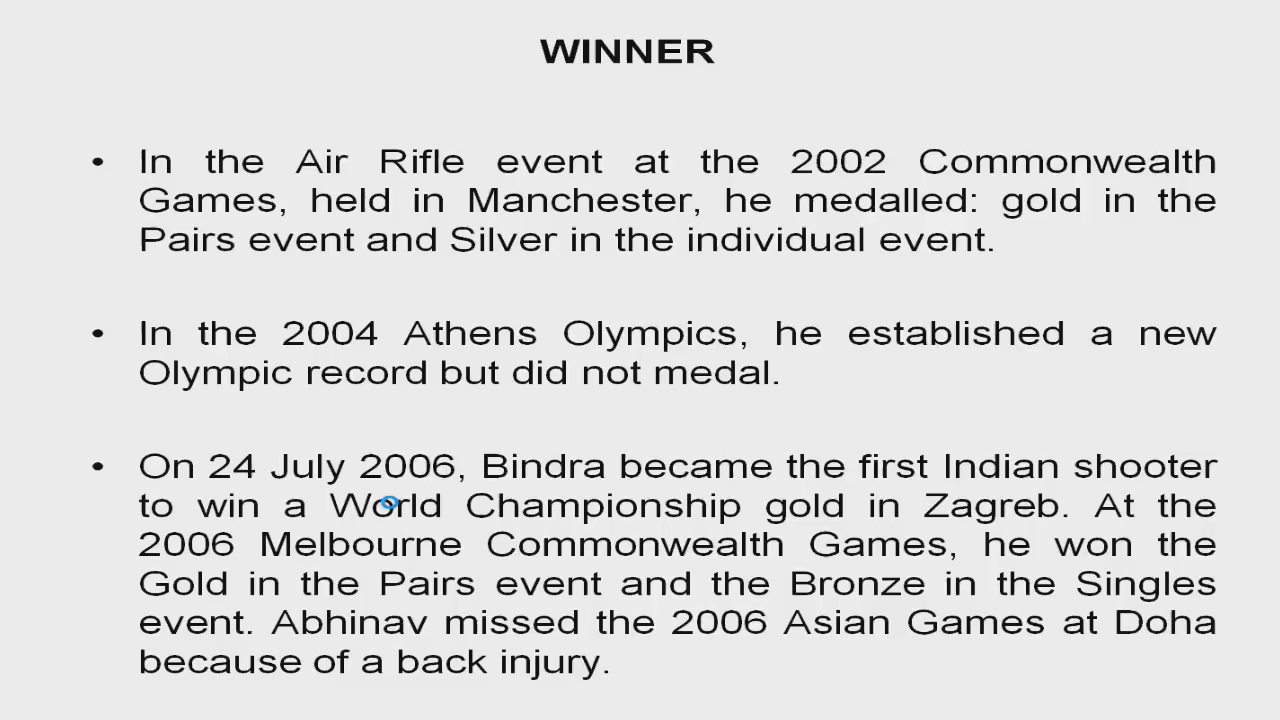 WINNER
• In the Air Rifle event at the 2002 Commonwealth
Games, held in Manchester, he medalled: gold in the
Pairs event and Silver in the individual event.
• In the 2004 Athens Olympics, he established a new
Olympic record but did not medal.
• On 24 July 2006, Bindra became the first Indian shooter
to win a World Championship gold in Zagreb. At the
2006 Melbourne Commonwealth Games, he won the
Gold in the Pairs event and the Bronze in the Singles
event. Abhinav missed the 2006 Asian Games at Doha
because of a back injury.